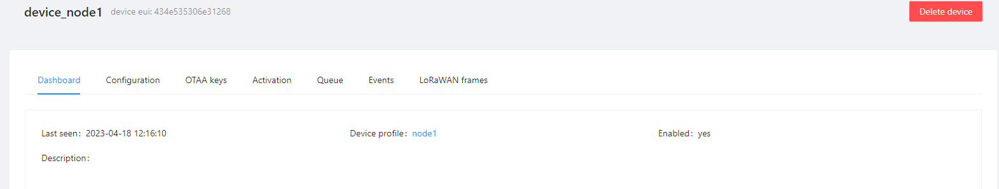 device_node1 device eui: 434e535306e31268 Delete device
Dashboard Configuration OTAA keys Activation Queue Events LoRaWAN frames
Last seen: 2023-04-18 12:16:10 Device profile: node1 Enabled: yes
Description: